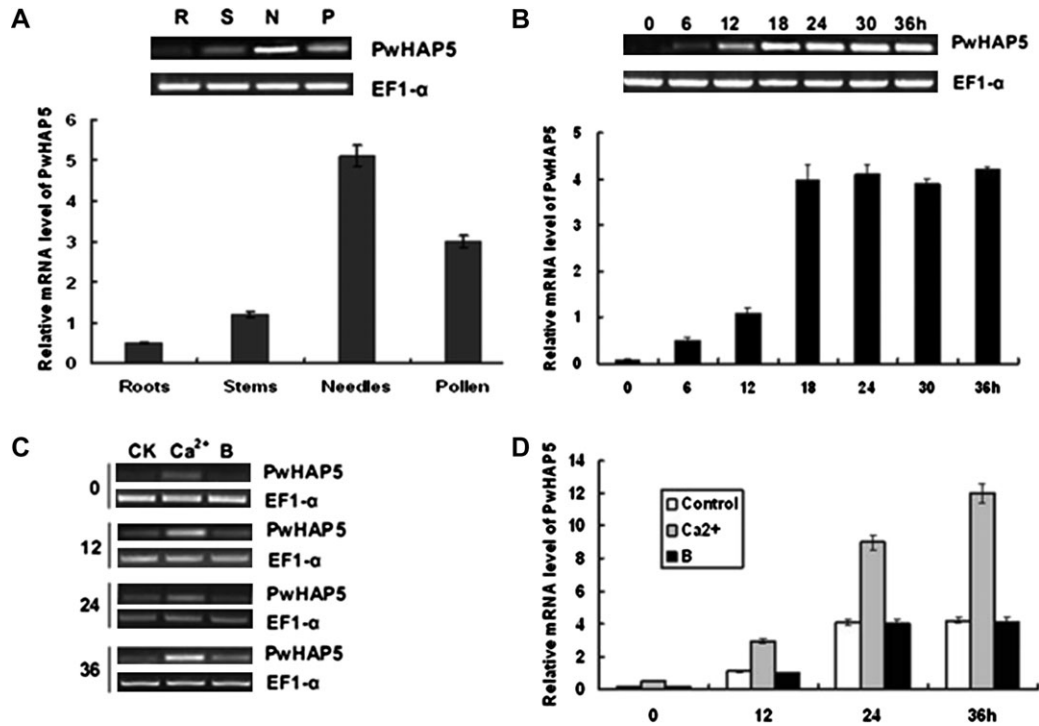 A
R S N P
PwHAP5
EF1-α
Relative mRNA level of PwHAP5
6
5
4
3
2
1
0
Roots Stems Needles Pollen
B
0 6 12 18 24 30 36h
PwHAP5
EF1-α
Relative mRNA level of PwHAP5
5
4
3
2
1
0
0 6 12 18 24 30 36h
C
CK Ca²⁺ B
0
PwHAP5
EF1-α
12
PwHAP5
EF1-α
24
PwHAP5
EF1-α
36
PwHAP5
EF1-α
D
Relative mRNA level of PwHAP5
14
12
10
8
6
4
2
0
Control
Ca2+
B
0 12 24 36h